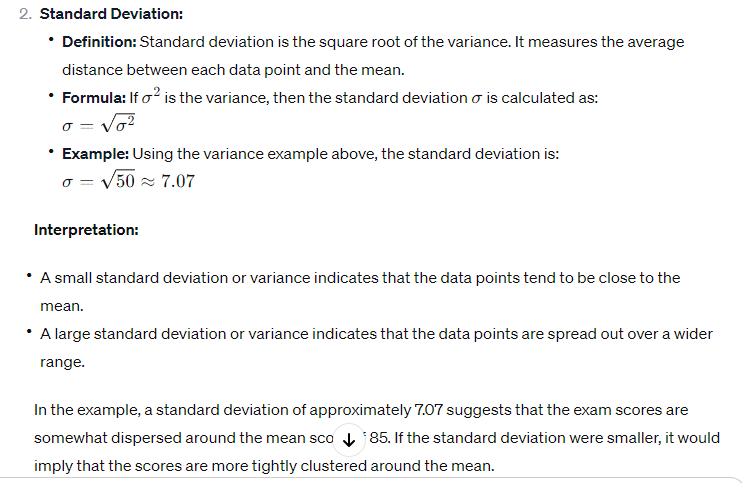 2. Standard Deviation:
• Definition: Standard deviation is the square root of the variance. It measures the average
distance between each data point and the mean.
• Formula: If σ² is the variance, then the standard deviation σ is calculated as:
σ = √σ²
• Example: Using the variance example above, the standard deviation is:
σ = √50 ≈ 7.07
Interpretation:
• A small standard deviation or variance indicates that the data points tend to be close to the
mean.
• A large standard deviation or variance indicates that the data points are spread out over a wider
range.
In the example, a standard deviation of approximately 7.07 suggests that the exam scores are
somewhat dispersed around the mean 85. If the standard deviation were smaller, it would
imply that the scores are more tightly clustered around the mean.